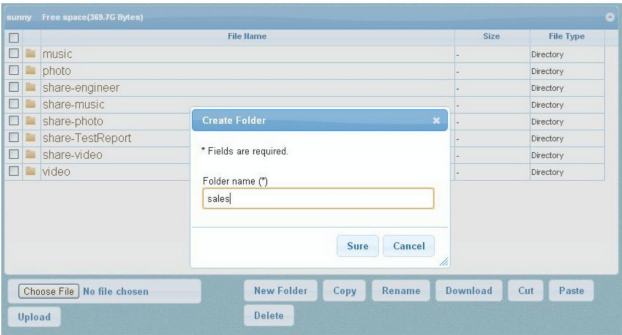 sunny Free space(369.7G Bytes)
File Name Size File Type
music - Directory
photo - Directory
share-engineer - Directory
share-music - Directory
share-photo - Directory
share-TestReport - Directory
share-video - Directory
video - Directory
Create Folder
* Fields are required.
Folder name (*)
sales
Sure Cancel
Choose File No file chosen New Folder Copy Rename Download Cut Paste
Upload Delete